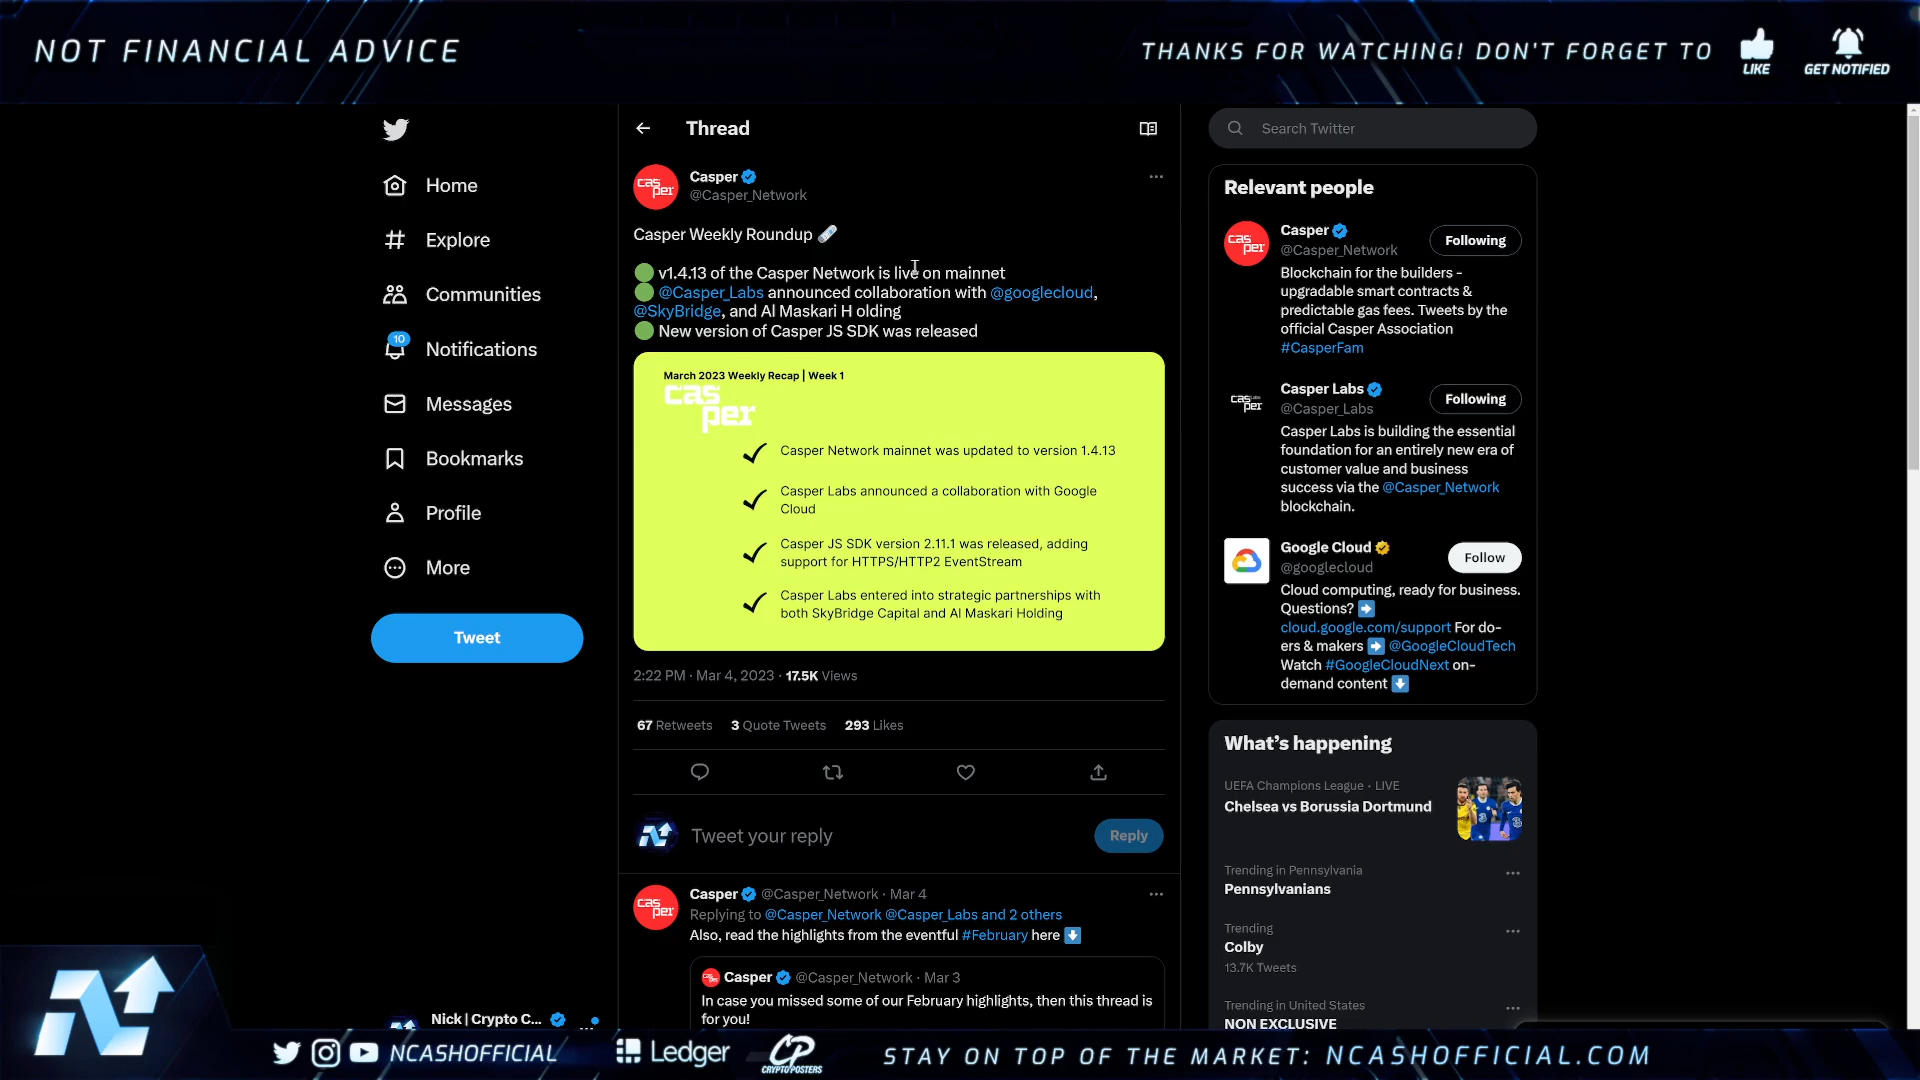 NOT FINANCIAL ADVICE
THANKS FOR WATCHING! DON'T FORGET TO
LIKE
GET NOTIFIED
Home
Explore
Communities
10
Notifications
Messages
Bookmarks
Profile
More
Tweet
Nick | Crypto C...
Thread
Casper
@Casper_Network
Casper Weekly Roundup
v1.4.13 of the Casper Network is live on mainnet
@Casper_Labs announced collaboration with @googlecloud,
@SkyBridge, and Al Maskari H olding
New version of Casper JS SDK was released
March 2023 Weekly Recap | Week 1
cas
per
Casper Network mainnet was updated to version 1.4.13
Casper Labs announced a collaboration with Google
Cloud
Casper JS SDK version 2.11.1 was released, adding
support for HTTPS/HTTP2 EventStream
Casper Labs entered into strategic partnerships with
both SkyBridge Capital and Al Maskari Holding
2:22 PM · Mar 4, 2023 · 17.5K Views
67 Retweets 3 Quote Tweets 293 Likes
Tweet your reply
Reply
Casper @Casper_Network · Mar 4
Replying to @Casper_Network @Casper_Labs and 2 others
Also, read the highlights from the eventful #February here
Casper @Casper_Network · Mar 3
In case you missed some of our February highlights, then this thread is
for you!
Search Twitter
Relevant people
Casper
@Casper_Network
Following
Blockchain for the builders -
upgradable smart contracts &
predictable gas fees. Tweets by the
official Casper Association
#CasperFam
Casper Labs
@Casper_Labs
Following
Casper Labs is building the essential
foundation for an entirely new era of
customer value and business
success via the @Casper_Network
blockchain.
Google Cloud
@googlecloud
Follow
Cloud computing, ready for business.
Questions?
cloud.google.com/support For do-
ers & makers @GoogleCloudTech
Watch #GoogleCloudNext on-
demand content
What's happening
UEFA Champions League · LIVE
Chelsea vs Borussia Dortmund
Trending in Pennsylvania
Pennsylvanians
Trending
Colby
13.7K Tweets
Trending in United States
NON EXCLUSIVE
NCASHOFFICIAL
Ledger
CP
CRYPTO POSTERS
STAY ON TOP OF THE MARKET: NCASHOFFICIAL.COM